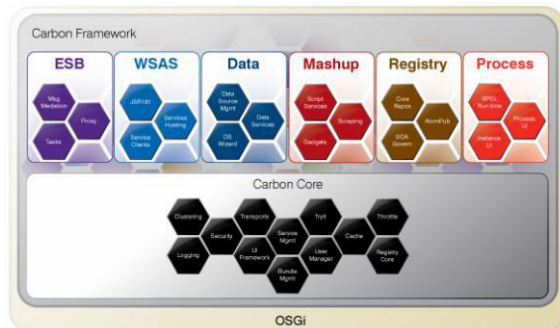 Carbon Framework
ESB
WSAS
Data
Mashup
Registry
Process
Msg
Mediation
Proxy
Tasks
JSR181
Services
Hosting
Service
Clients
Data
Source
Mgmt
Data
Services
DS
Wizard
Script
Services
Scraping
Gadgets
Core
Repos
AtomPub
SOA
Govern
BPEL
Run time
Process
UI
Instance
UI
Carbon Core
Clustering
Transports
Try It
Throttle
Security
Service
Mgmt
Cache
Logging
UI
Framework
User
Manager
Registry
Core
Bundle
Mgmt
OSGi